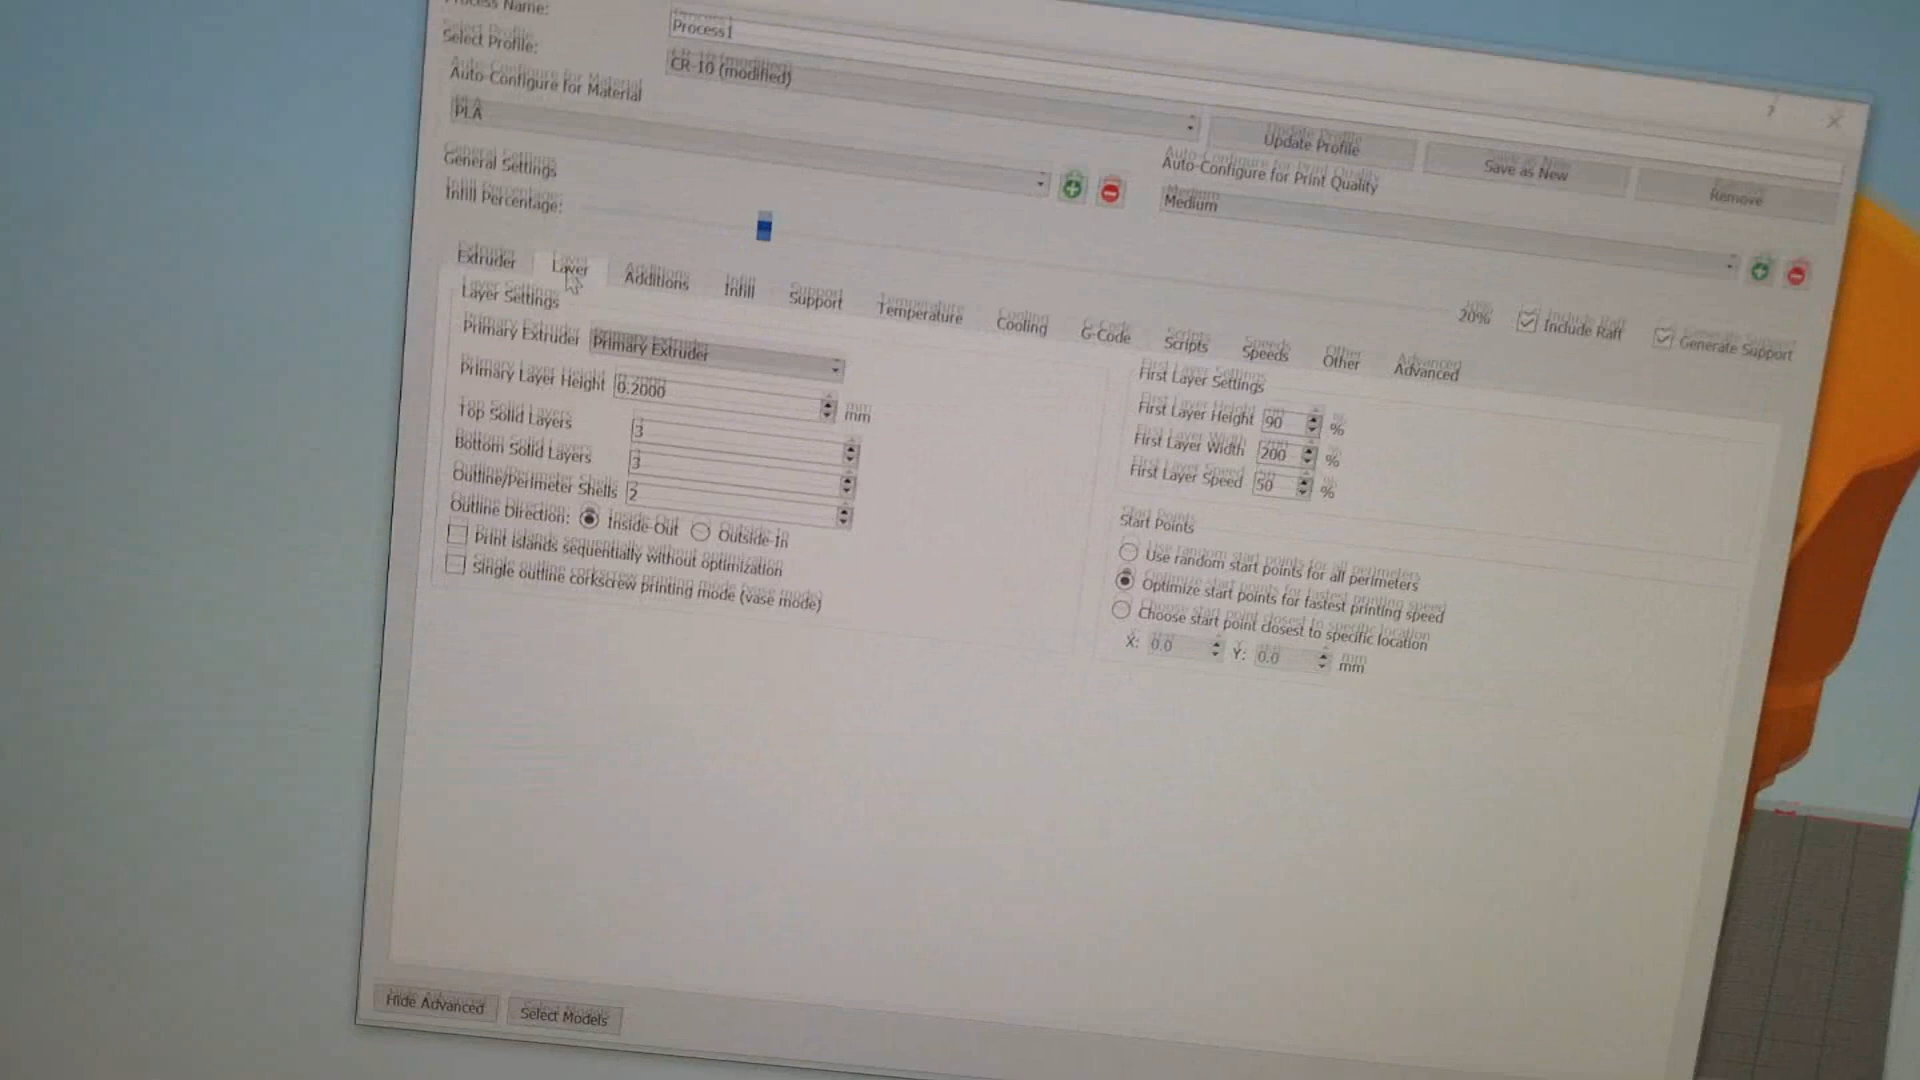 Process Name:
Process1
Select Profile:
CR-10 (modified)
Update Profile
Save as New
Remove
Auto-Configure for Material
PLA
Auto-Configure for Print Quality
Medium
General Settings
Infill Percentage:
20%
Include Raft
Generate Support
Extruder
Layer
Additions
Infill
Support
Temperature
Cooling
G-Code
Scripts
Speeds
Other
Advanced
Layer Settings
Primary Extruder Primary Extruder
Primary Layer Height 0.2000 mm
Top Solid Layers 3
Bottom Solid Layers 3
Outline/Perimeter Shells 2
Outline Direction: Inside-Out Outside-In
Print islands sequentially without optimization
Single outline corkscrew printing mode (vase mode)
First Layer Settings
First Layer Height 90 %
First Layer Width 200 %
First Layer Speed 50 %
Start Points
Use random start points for all perimeters
Optimize start points for fastest printing speed
Choose start point closest to specific location
X: 0.0 Y: 0.0 mm
Hide Advanced
Select Models